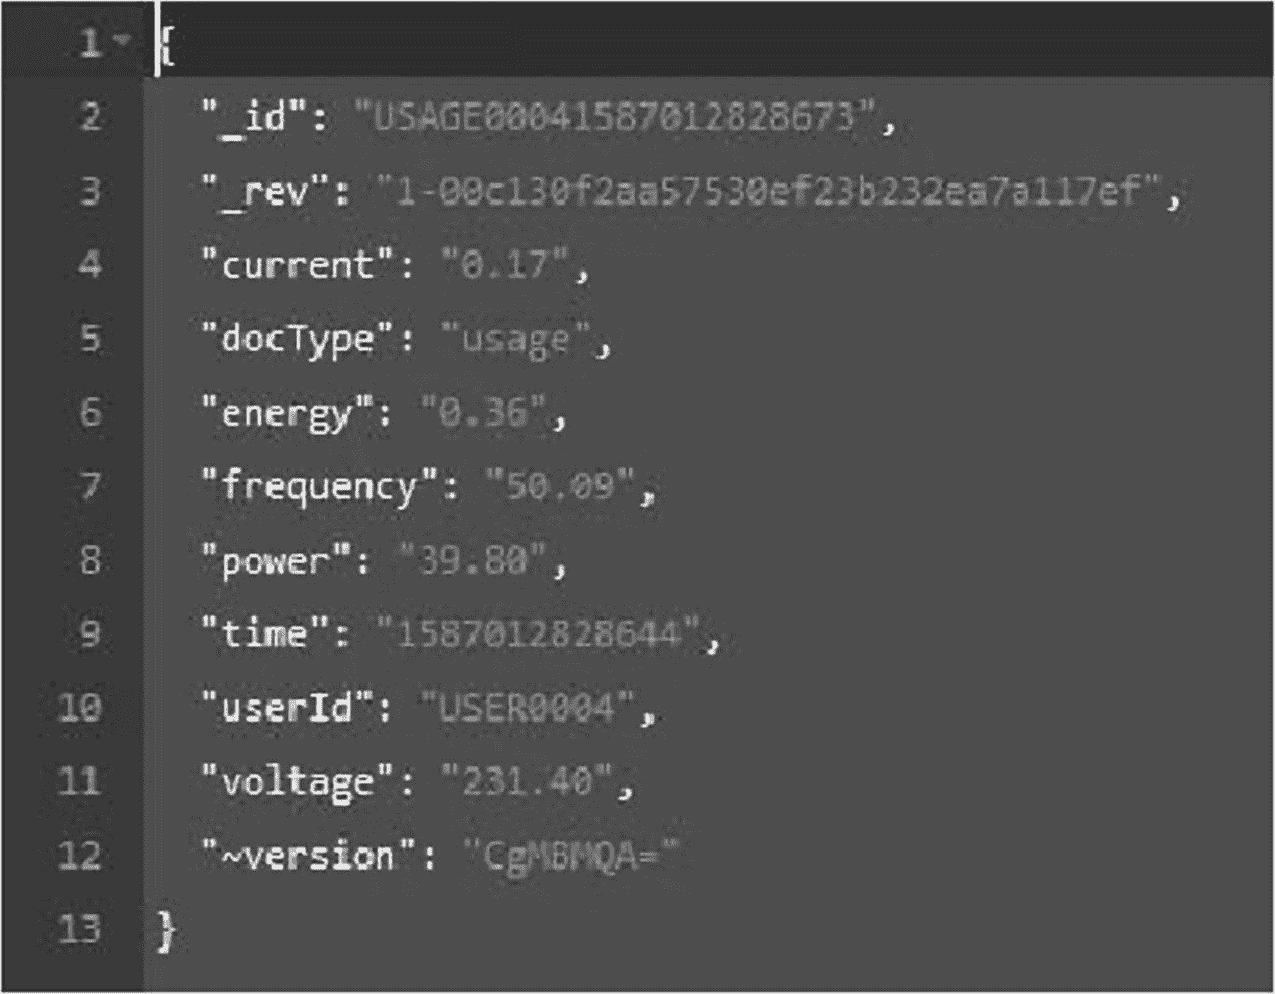 1 {
2 "_id": "USAGE00041587012828673",
3 "_rev": "1-00c130f2aa57530ef23b232ea7a117ef",
4 "current": "0.17",
5 "docType": "usage",
6 "energy": "0.36",
7 "frequency": "50.09",
8 "power": "39.80",
9 "time": "1587012828644",
10 "userId": "USER0004",
11 "voltage": "231.40",
12 "~version": "CgMBMQA="
13 }